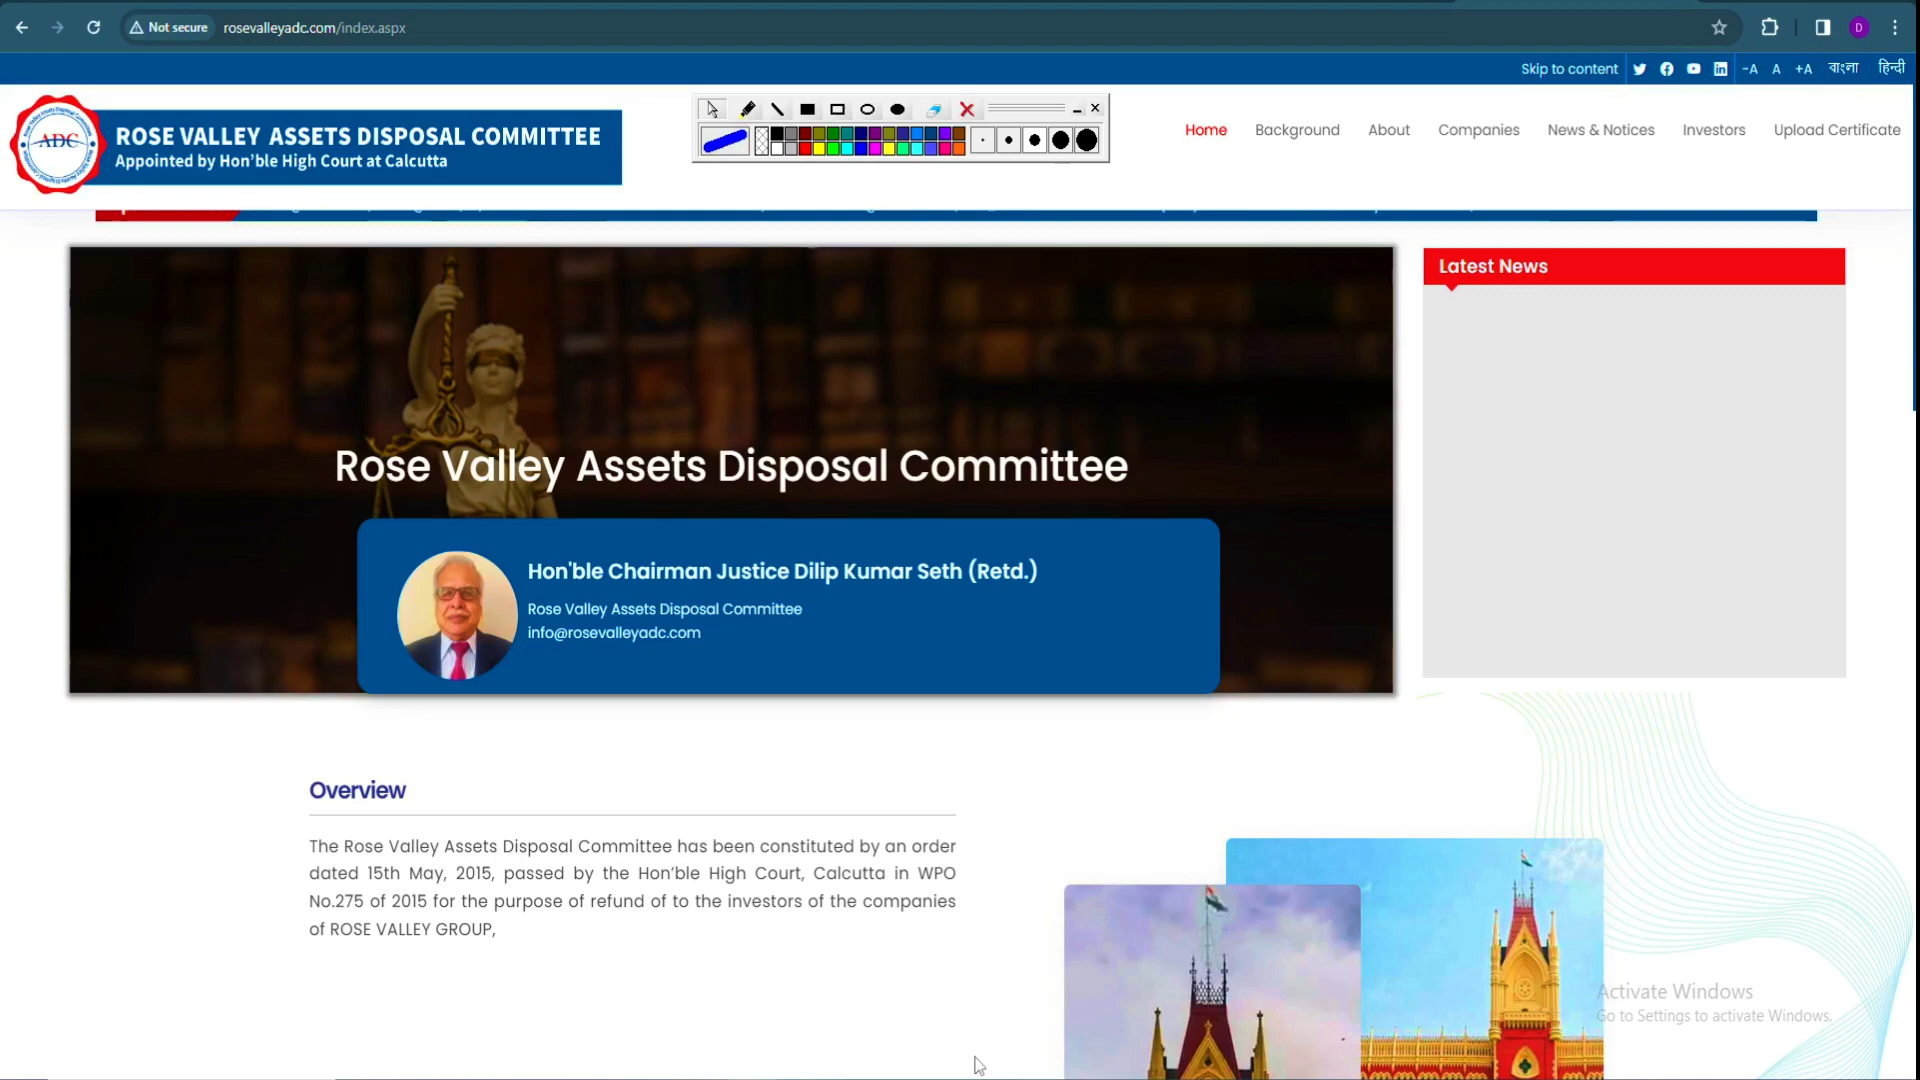 Not secure
rosevalleyadc.com/index.aspx
D
Skip to content
-A
A
+A
বাংলা
हिन्दी
ADC
ROSE VALLEY ASSETS DISPOSAL COMMITTEE
Appointed by Hon'ble High Court at Calcutta
Home
Background
About
Companies
News & Notices
Investors
Upload Certificate
Latest News
Rose Valley Assets Disposal Committee
Hon'ble Chairman Justice Dilip Kumar Seth (Retd.)
Rose Valley Assets Disposal Committee
info@rosevalleyadc.com
Overview
The Rose Valley Assets Disposal Committee has been constituted by an order
dated 15th May, 2015, passed by the Hon'ble High Court, Calcutta in WPO
No.275 of 2015 for the purpose of refund of to the investors of the companies
of ROSE VALLEY GROUP,
Activate Windows
Go to Settings to activate Windows.